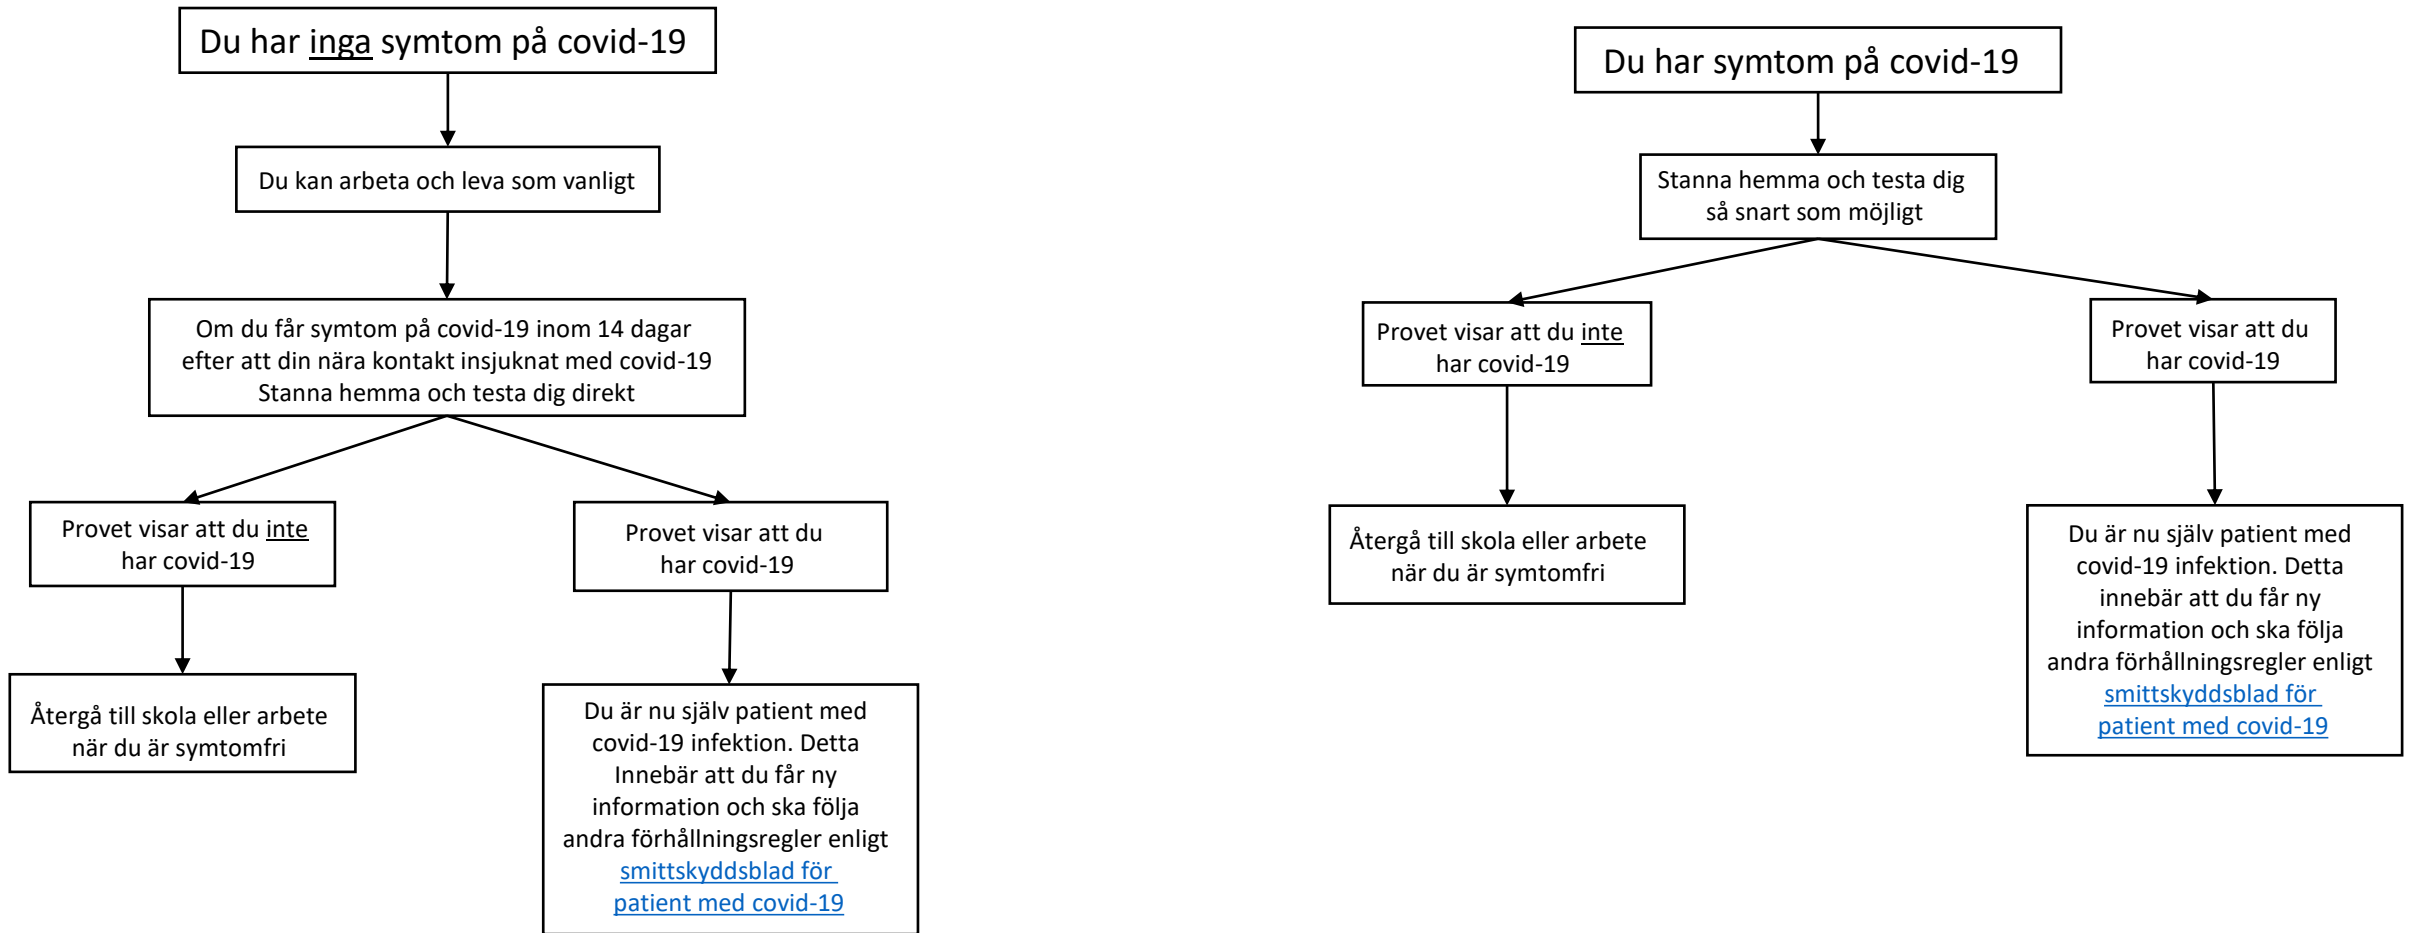 Du har inga symtom på covid-19
Du kan arbeta och leva som vanligt
Om du får symtom på covid-19 inom 14 dagar
efter att din nära kontakt insjuknat med covid-19
Stanna hemma och testa dig direkt
Provet visar att du inte
har covid-19
Provet visar att du
har covid-19
Återgå till skola eller arbete
när du är symtomfri
Du är nu själv patient med
covid-19 infektion. Detta
Innebär att du får ny
information och ska följa
andra förhållningsregler enligt
smittskyddsblad för
patient med covid-19
Du har symtom på covid-19
Stanna hemma och testa dig
så snart som möjligt
Provet visar att du inte
har covid-19
Provet visar att du
har covid-19
Återgå till skola eller arbete
när du är symtomfri
Du är nu själv patient med
covid-19 infektion. Detta
innebär att du får ny
information och ska följa
andra förhållningsregler enligt
smittskyddsblad för
patient med covid-19